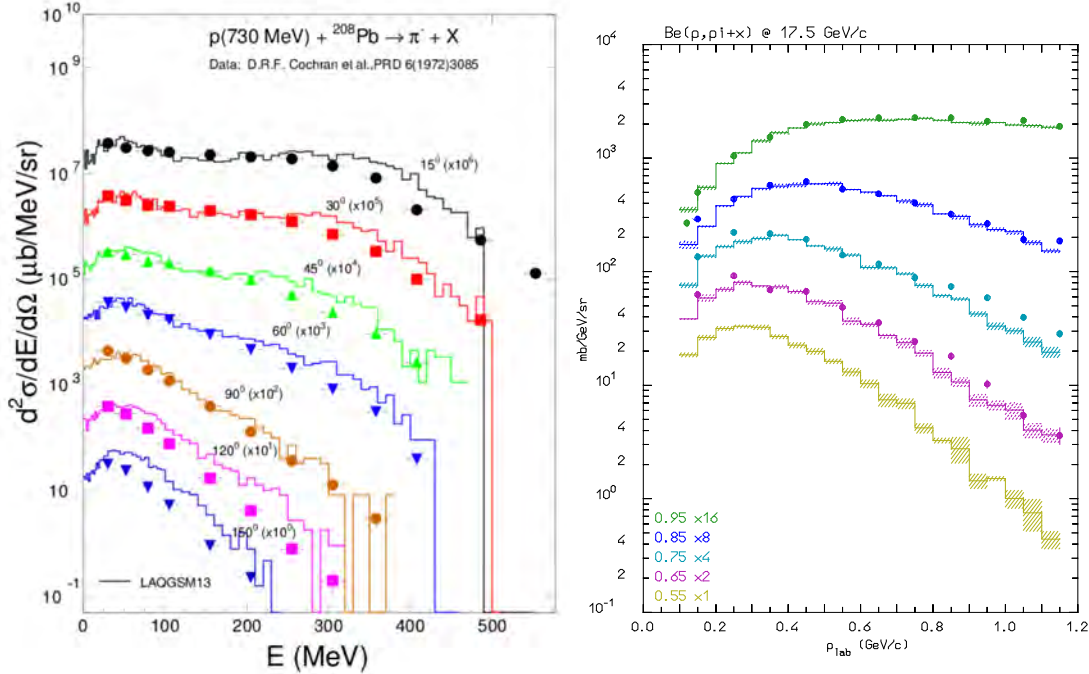 p(730 MeV) + ²⁰⁸Pb → π⁻ + X
Data: D.R.F. Cochran et al.,PRD 6(1972)3085
d²σ/dE/dΩ (μb/MeV/sr)
10¹⁰
10⁹
10⁷
10⁵
10³
10
10⁻¹
15⁰ (x10⁶)
30⁰ (x10⁵)
45⁰ (x10⁴)
60⁰ (x10³)
90⁰ (x10²)
120⁰ (x10¹)
150⁰ (x10⁰)
LAQGSM13
0 100 200 300 400 500
E (MeV)
Be(p,pi+x) @ 17.5 GeV/c
mb/GeV/sr
10⁴
4
2
10³
4
2
10²
4
2
10¹
4
2
10⁰
4
2
10⁻¹
0.95 x16
0.85 x8
0.75 x4
0.65 x2
0.55 x1
0.0 0.2 0.4 0.6 0.8 1.0 1.2
p_lab (GeV/c)